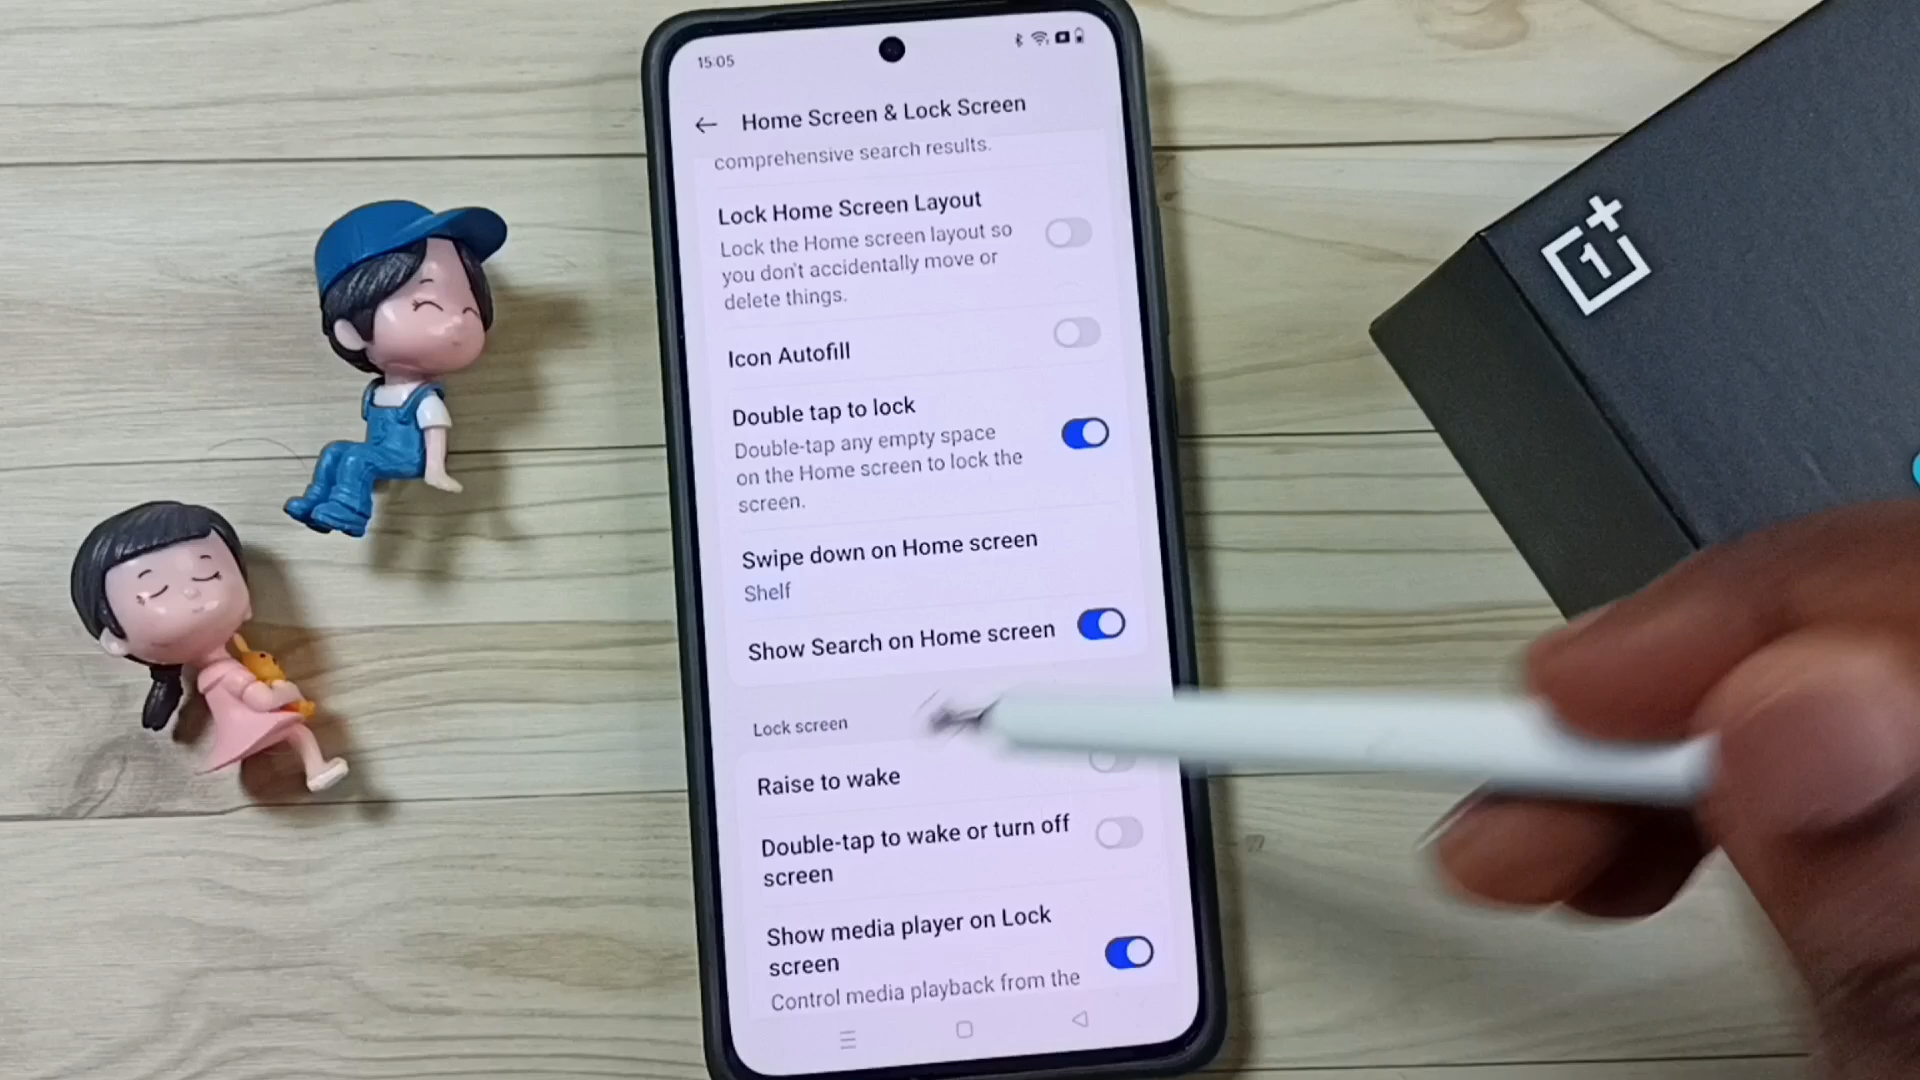 15:05
Home Screen & Lock Screen
comprehensive search results.
Lock Home Screen Layout
Lock the Home screen layout so
you don't accidentally move or
delete things.
Icon Autofill
Double tap to lock
Double-tap any empty space
on the Home screen to lock the
screen.
Swipe down on Home screen
Shelf
Show Search on Home screen
Lock screen
Raise to wake
Double-tap to wake or turn off
screen
Show media player on Lock
screen
Control media playback from the
1+